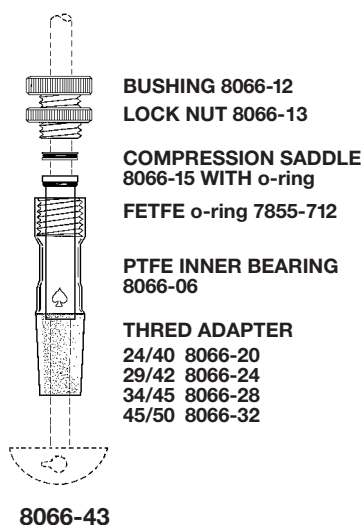 BUSHING 8066-12
LOCK NUT 8066-13
COMPRESSION SADDLE
8066-15 WITH o-ring
FETFE o-ring 7855-712
PTFE INNER BEARING
8066-06
THRED ADAPTER
24/40 8066-20
29/42 8066-24
34/45 8066-28
45/50 8066-32
8066-43